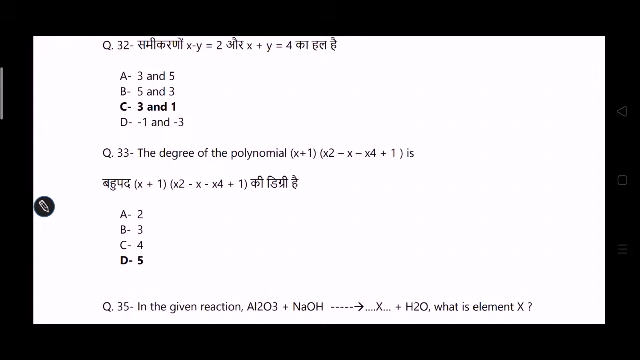 Q. 32- समीकरणों x-y = 2 और x + y = 4 का हल है
A- 3 and 5
B- 5 and 3
C- 3 and 1
D- -1 and -3
Q. 33- The degree of the polynomial (x+1) (x2 – x – x4 + 1 ) is
बहुपद (x + 1) (x2 - x - x4 + 1) की डिग्री है
A- 2
B- 3
C- 4
D- 5
Q. 35- In the given reaction, Al2O3 + NaOH -----→....X... + H2O, what is element X ?